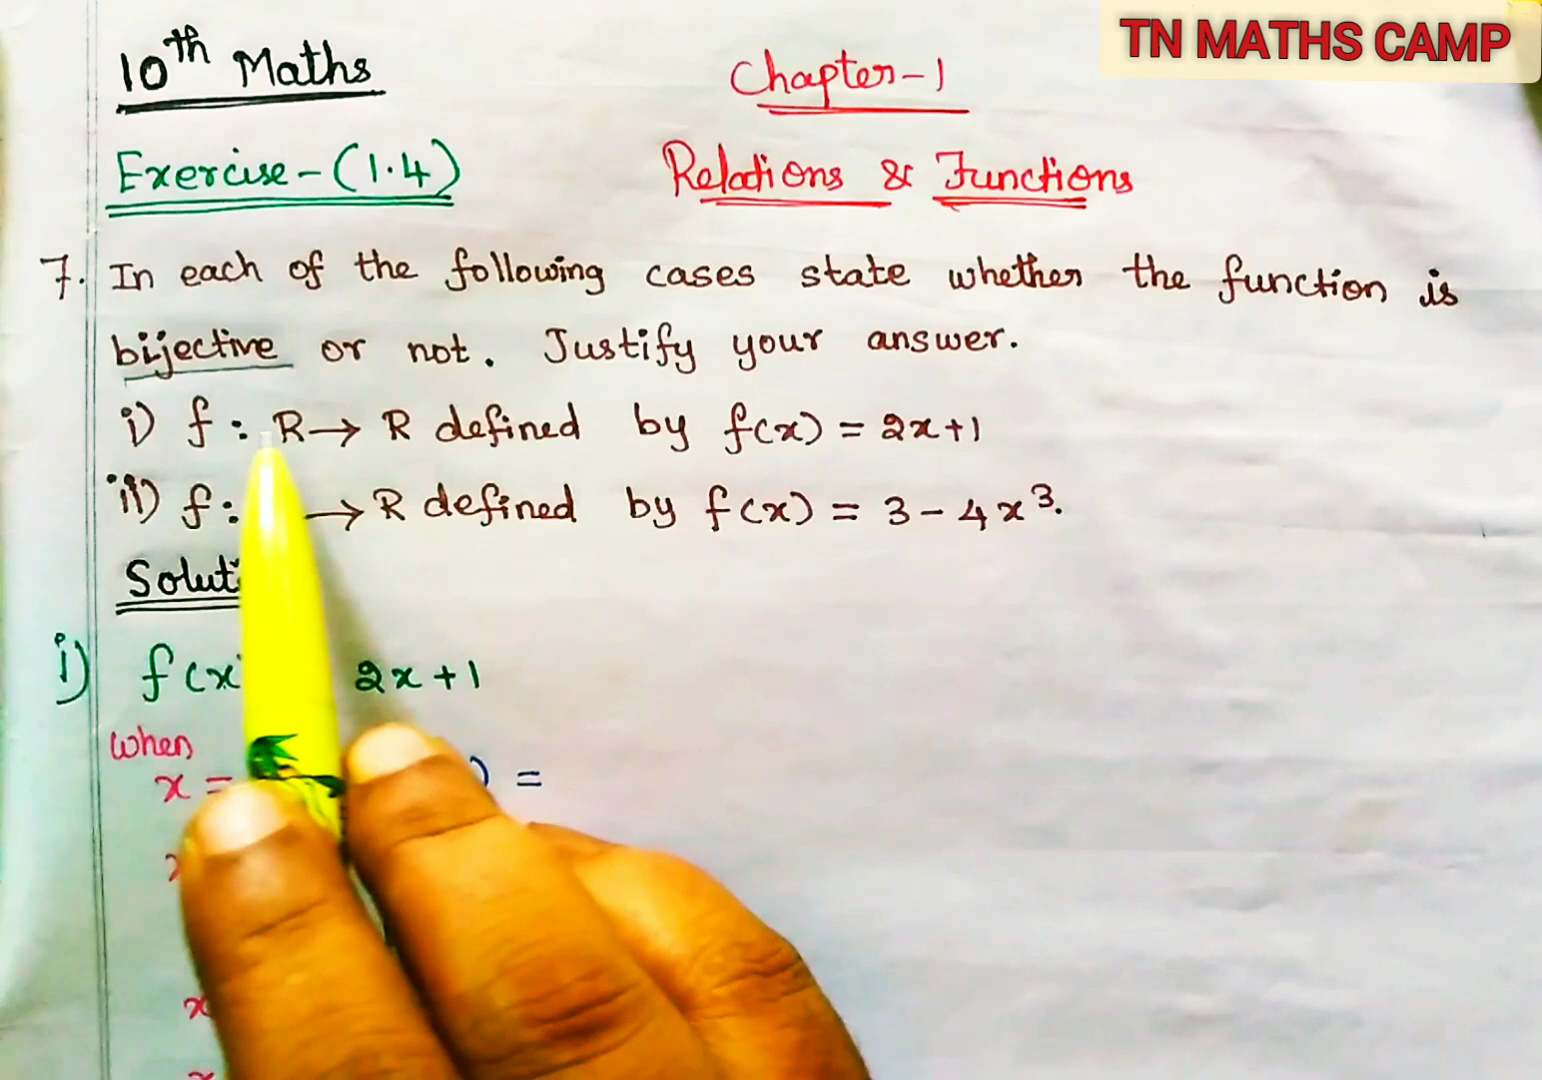 TN MATHS CAMP
10th Maths
Chapter-1
Exercise-(1.4)
Relations & Functions
7. In each of the following cases state whether the function is
bijective or not. Justify your answer.
i) f: R→ R defined by f(x) = 2x+1
ii) f: →R defined by f(x) = 3-4x³.
i) f(x 2x+1
when
x = ) =
x
x